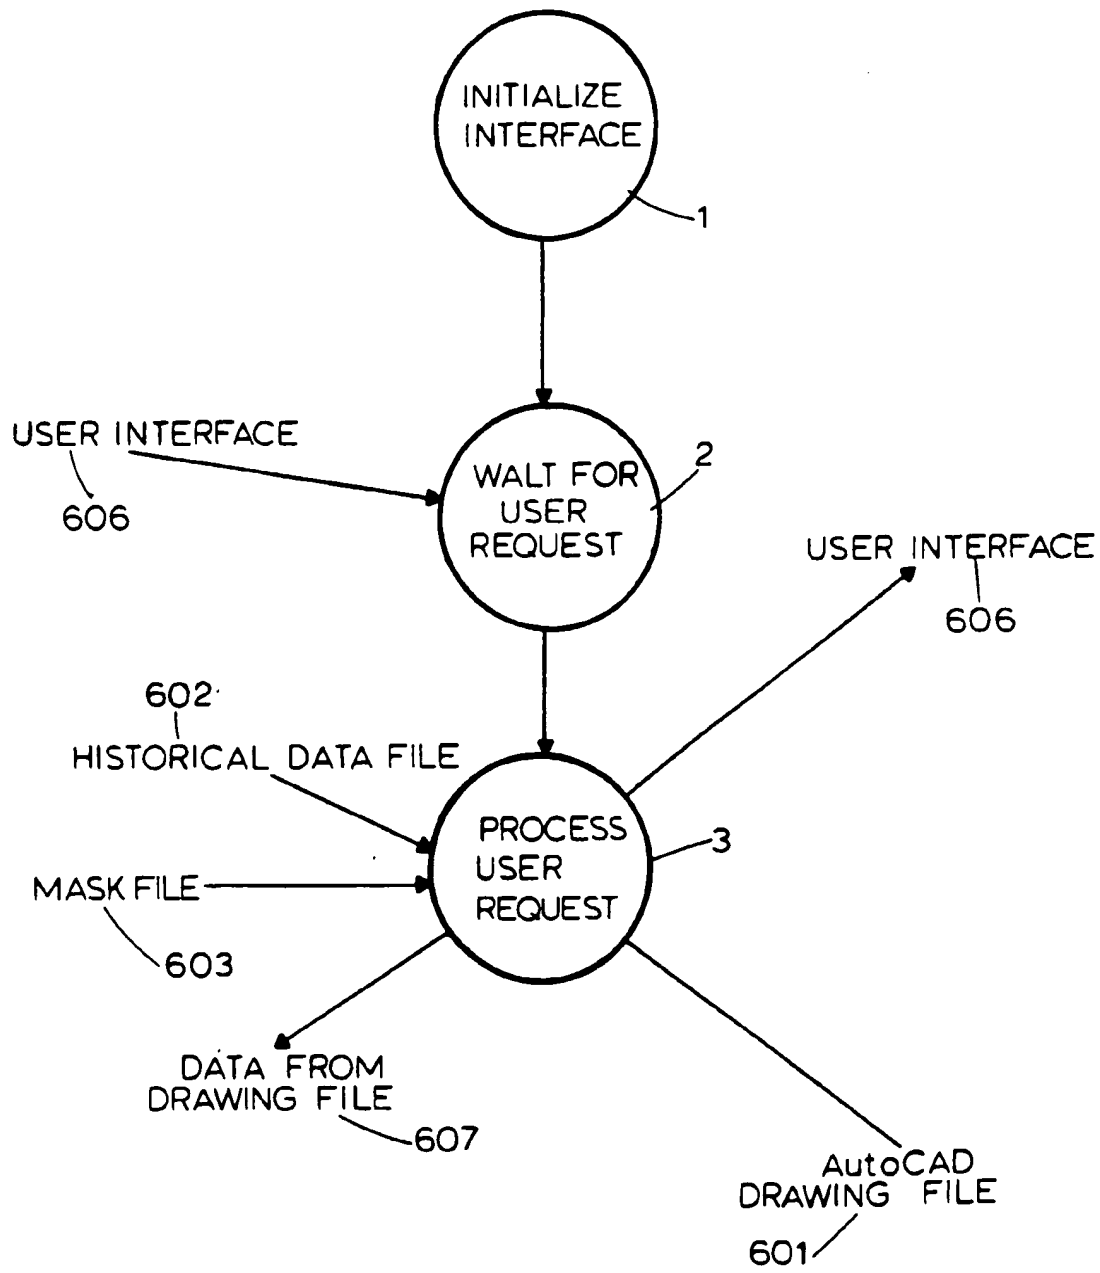 INITIALIZE
INTERFACE
1
USER INTERFACE
606
WALT FOR
USER
REQUEST
2
USER INTERFACE
606
602
HISTORICAL DATA FILE
PROCESS
USER
REQUEST
3
MASK FILE
603
DATA FROM
DRAWING FILE
607
AutoCAD
DRAWING FILE
601